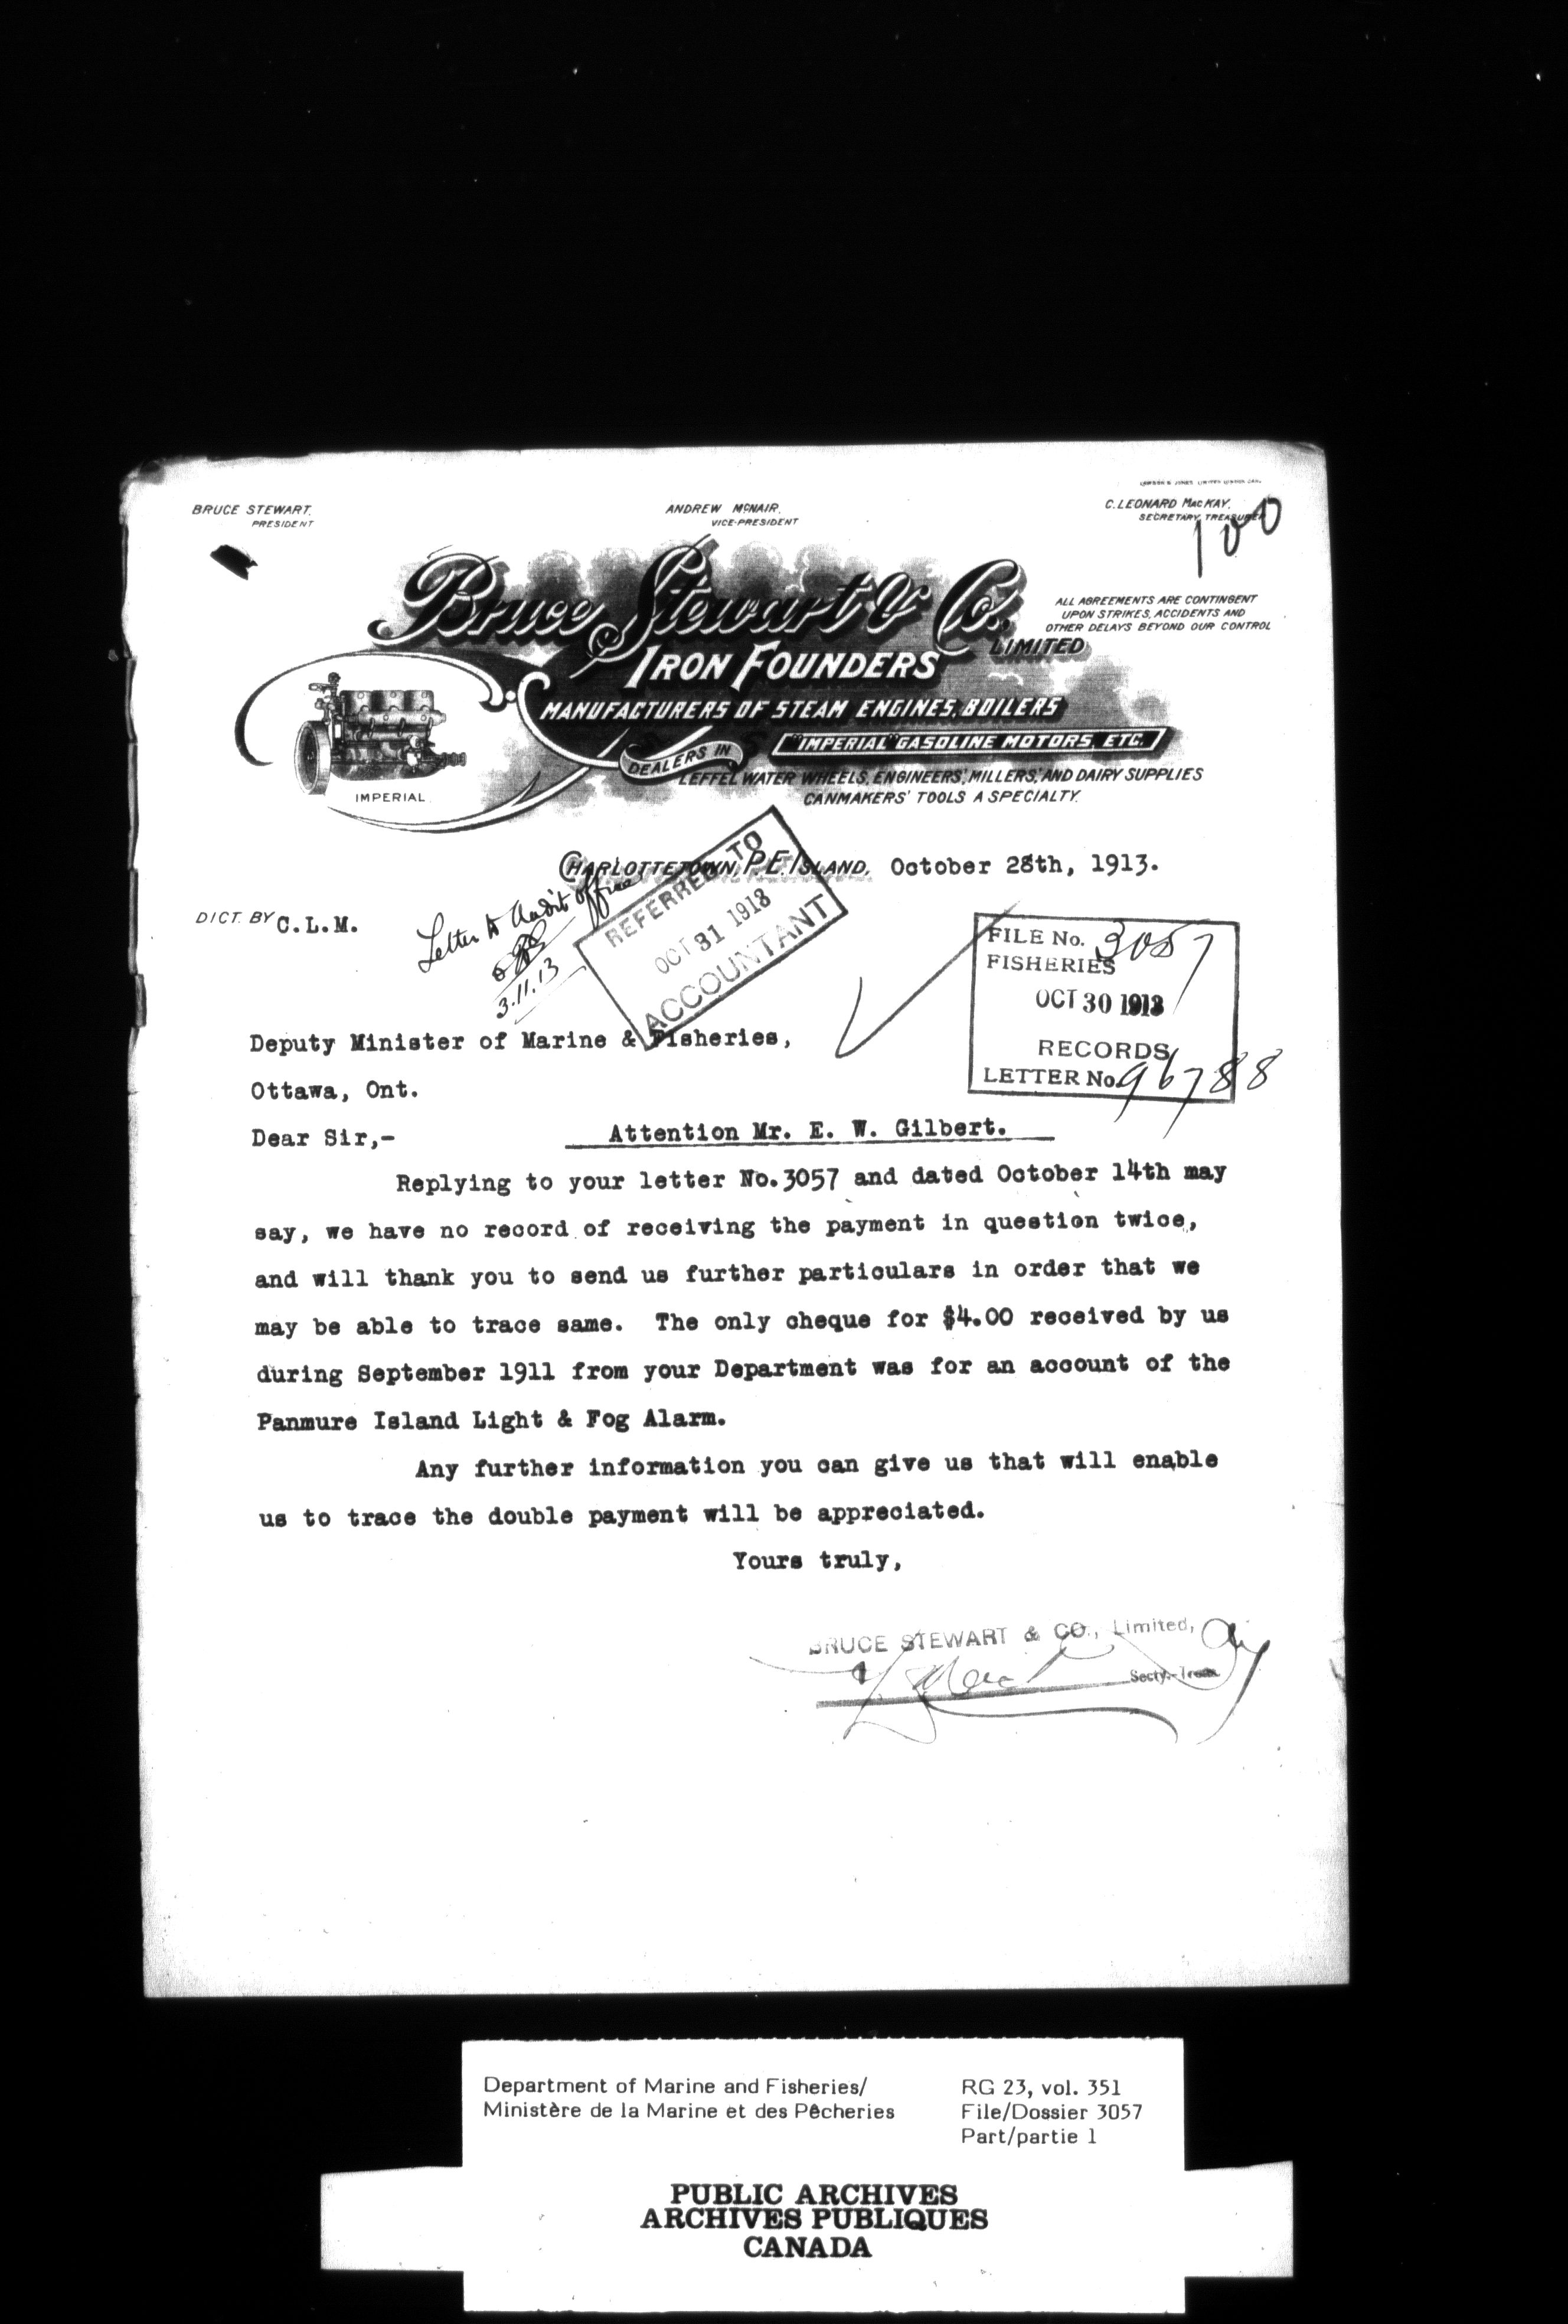 BRUCE STEWART,
PRESIDENT
ANDREW McNAIR,
VICE-PRESIDENT
C. LEONARD MacKAY,
SECRETARY, TREASURER
100
Bruce Stewart & Co.,
LIMITED
ALL AGREEMENTS ARE CONTINGENT
UPON STRIKES, ACCIDENTS AND
OTHER DELAYS BEYOND OUR CONTROL
IRON FOUNDERS
MANUFACTURERS OF STEAM ENGINES, BOILERS
"IMPERIAL" GASOLINE MOTORS, ETC.
DEALERS IN
LEFFEL WATER WHEELS, ENGINEERS', MILLERS', AND DAIRY SUPPLIES
CANMAKERS' TOOLS A SPECIALTY.
IMPERIAL
CHARLOTTETOWN, P.E. ISLAND, October 28th, 1913.
DICT. BY C.L.M.
Letter to Audit office
3.11.13
REFERRED TO
OCT 31 1913
ACCOUNTANT
FILE No. 3057
FISHERIES
OCT 30 1913
RECORDS
LETTER No. 96788
Deputy Minister of Marine & Fisheries,
Ottawa, Ont.
Dear Sir,- Attention Mr. E. W. Gilbert.
Replying to your letter No.3057 and dated October 14th may
say, we have no record of receiving the payment in question twice,
and will thank you to send us further particulars in order that we
may be able to trace same. The only cheque for $4.00 received by us
during September 1911 from your Department was for an account of the
Panmure Island Light & Fog Alarm.
Any further information you can give us that will enable
us to trace the double payment will be appreciated.
Yours truly,
BRUCE STEWART & CO., Limited,
Secty.-Treas
Department of Marine and Fisheries/
Ministère de la Marine et des Pêcheries
RG 23, vol. 351
File/Dossier 3057
Part/partie 1
PUBLIC ARCHIVES
ARCHIVES PUBLIQUES
CANADA